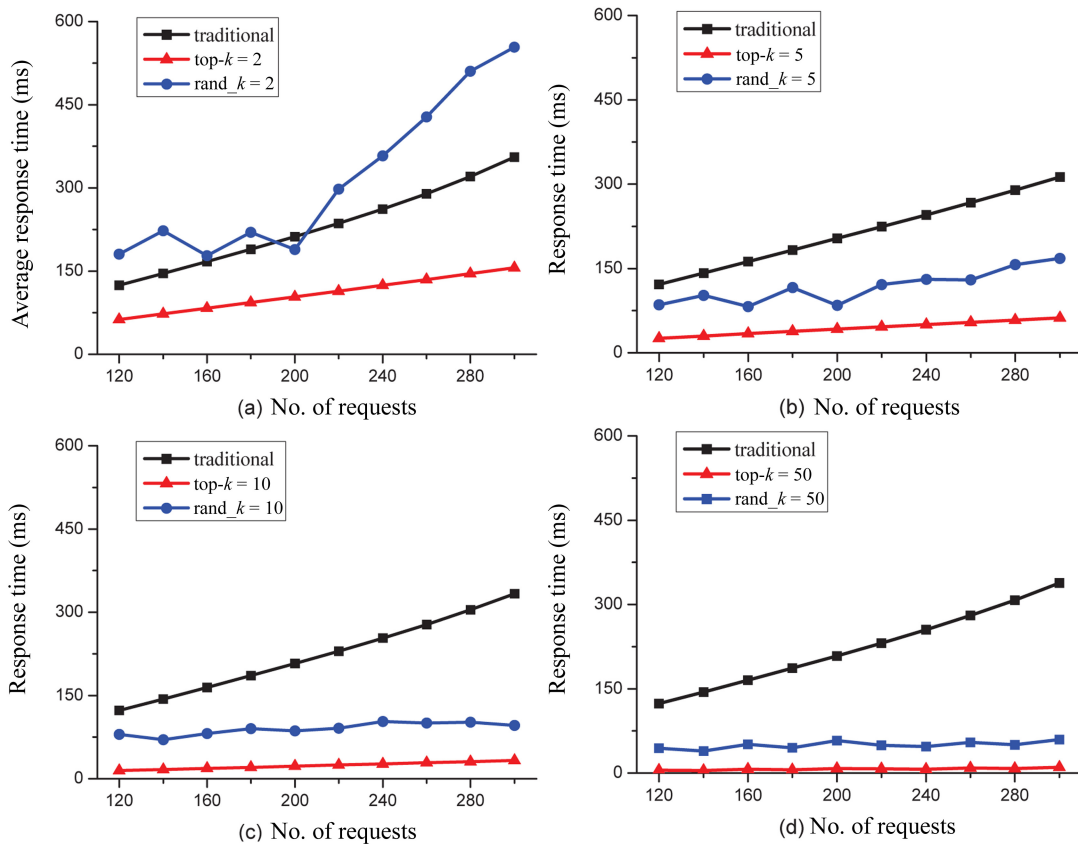 600
450
300
150
0
Average response time (ms)
traditional
top-k = 2
rand_k = 2
120
160
200
240
280
(a) No. of requests
600
450
300
150
0
Response time (ms)
traditional
top-k = 5
rand_k = 5
120
160
200
240
280
(b) No. of requests
600
450
300
150
0
Response time (ms)
traditional
top-k = 10
rand_k = 10
120
160
200
240
280
(c) No. of requests
600
450
300
150
0
Response time (ms)
traditional
top-k = 50
rand_k = 50
120
160
200
240
280
(d) No. of requests